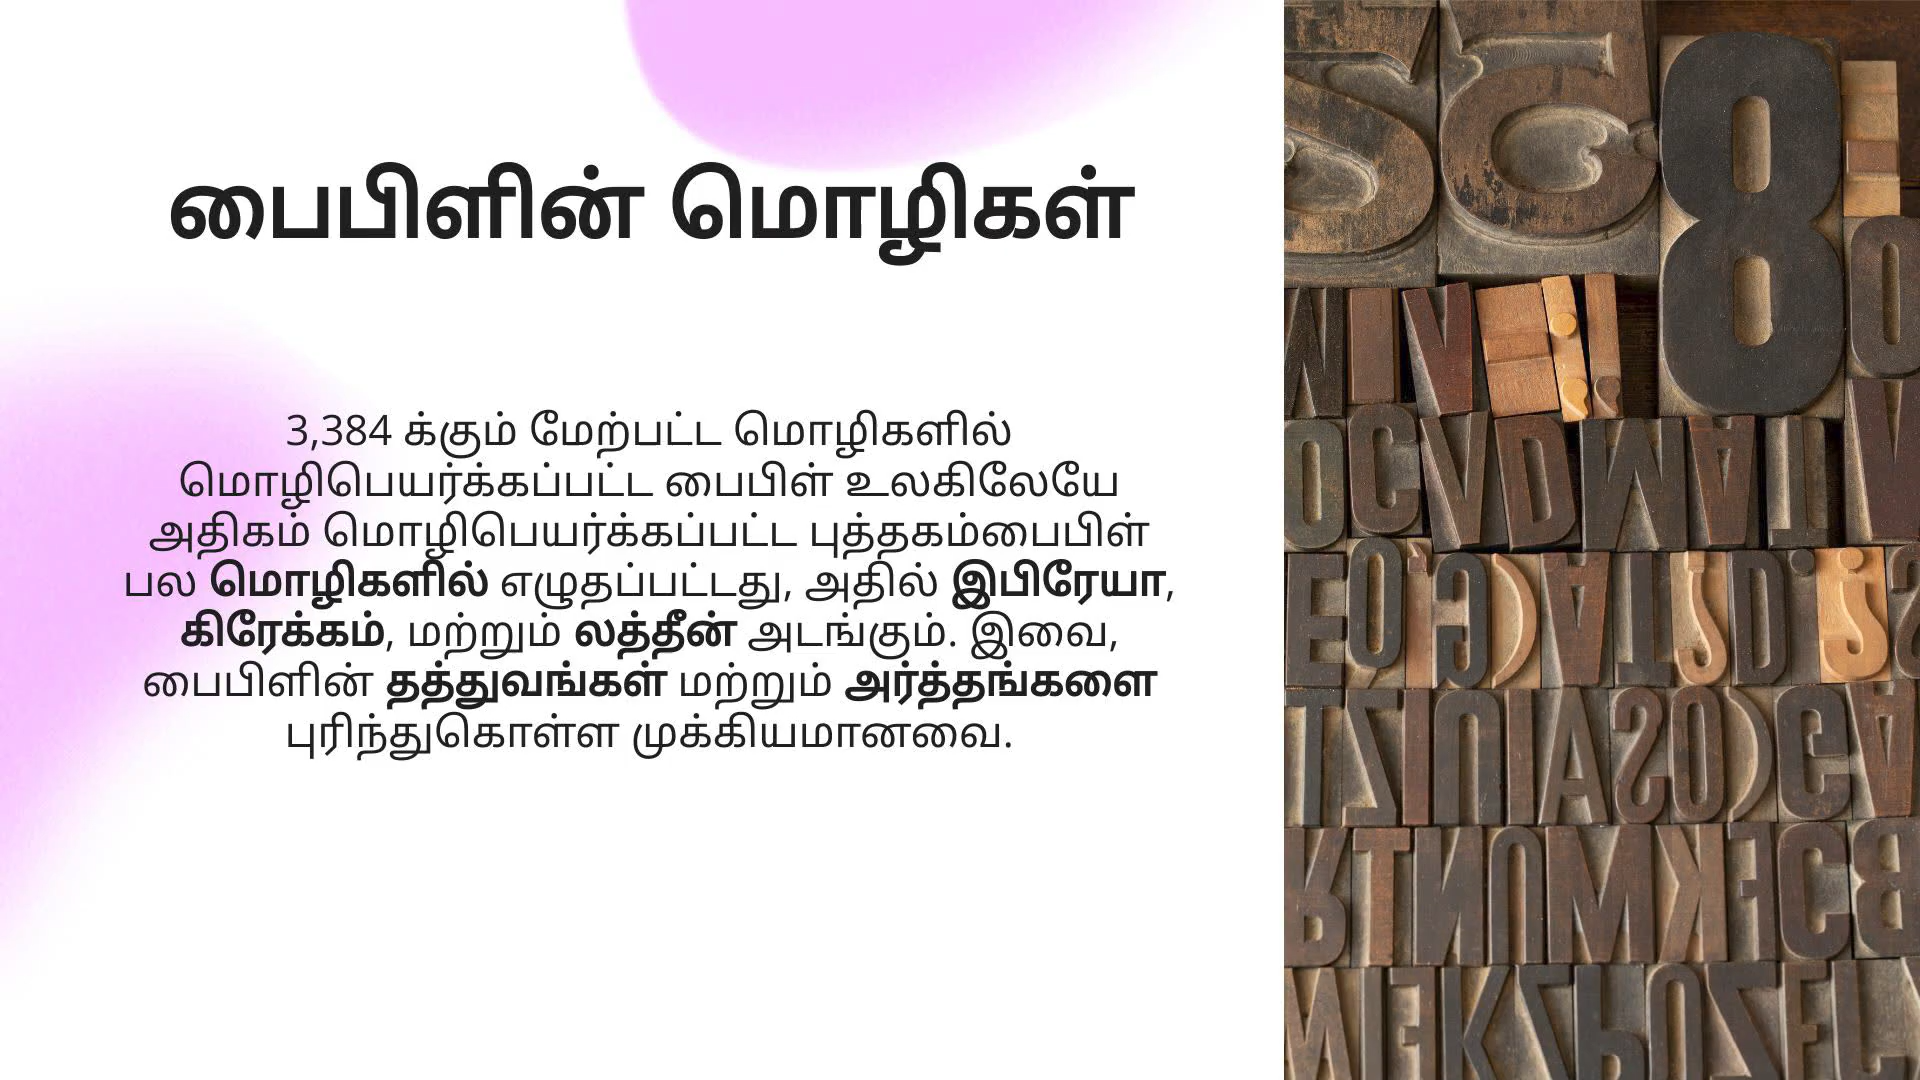 பைபிளின் மொழிகள்
3,384 க்கும் மேற்பட்ட மொழிகளில்
மொழிபெயர்க்கப்பட்ட பைபிள் உலகிலேயே
அதிகம் மொழிபெயர்க்கப்பட்ட புத்தகம்பைபிள்
பல மொழிகளில் எழுதப்பட்டது, அதில் இபிரேயா,
கிரேக்கம், மற்றும் லத்தீன் அடங்கும். இவை,
பைபிளின் தத்துவங்கள் மற்றும் அர்த்தங்களை
புரிந்துகொள்ள முக்கியமானவை.